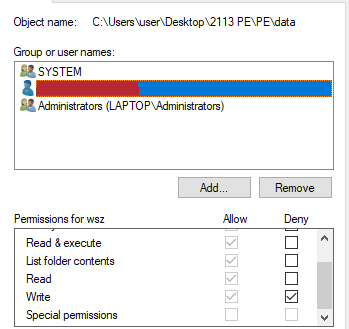 Object name: C:\Users\user\Desktop\2113 PE\PE\data
Group or user names:
SYSTEM
Administrators (LAPTOP\Administrators)
Add... Remove
Permissions for wsz Allow Deny
Read & execute
List folder contents
Read
Write
Special permissions